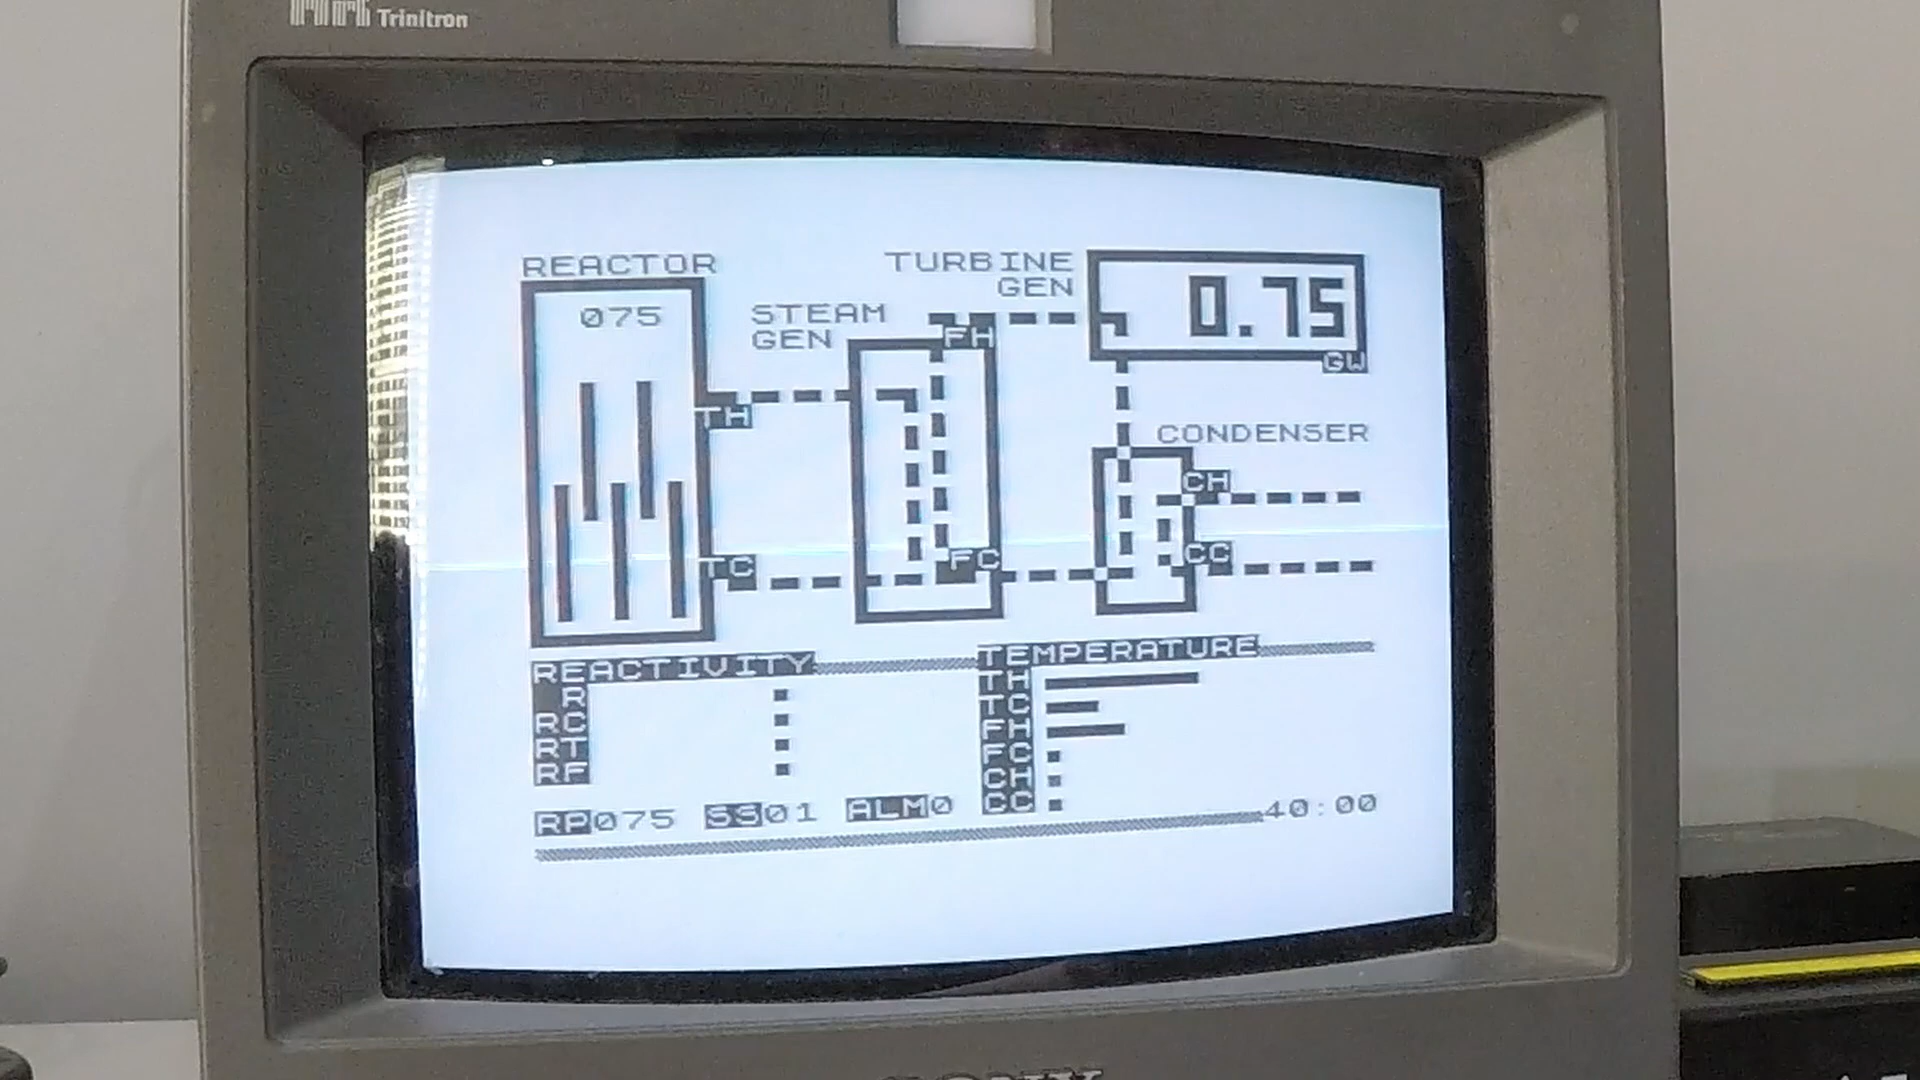 Trinitron
REACTOR
075
STEAM
GEN
TURBINE
GEN
0.75
GW
FH
TH
CONDENSER
CH
CC
TC
FC
REACTIVITY
R
RC
RT
RF
TEMPERATURE
TH
TC
FH
FC
CH
CC
RP075 SS01 ALM0
40:00